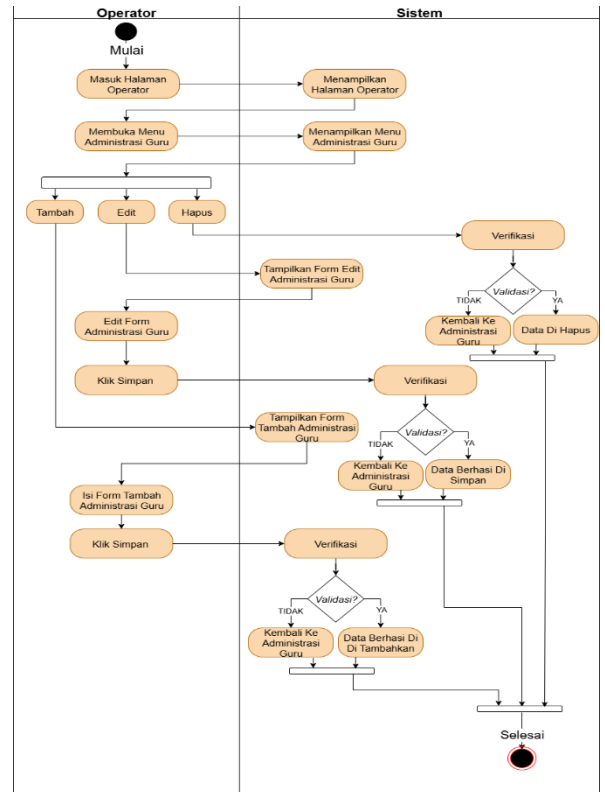 Operator
Sistem
Mulai
Masuk Halaman
Operator
Menampilkan
Halaman Operator
Membuka Menu
Administrasi Guru
Menampilkan Menu
Administrasi Guru
Tambah
Edit
Hapus
Verifikasi
Tampilkan Form Edit
Administrasi Guru
Validasi?
TIDAK
YA
Edit Form
Administrasi Guru
Kembali Ke
Administrasi
Guru
Data Di Hapus
Klik Simpan
Verifikasi
Tampilkan Form
Tambah Administrasi
Guru
Validasi?
TIDAK
YA
Kembali Ke
Administrasi
Guru
Data Berhasi Di
Simpan
Isi Form Tambah
Administrasi Guru
Klik Simpan
Verifikasi
Validasi?
TIDAK
YA
Kembali Ke
Administrasi
Guru
Data Berhasi Di
Di Tambahkan
Selesai